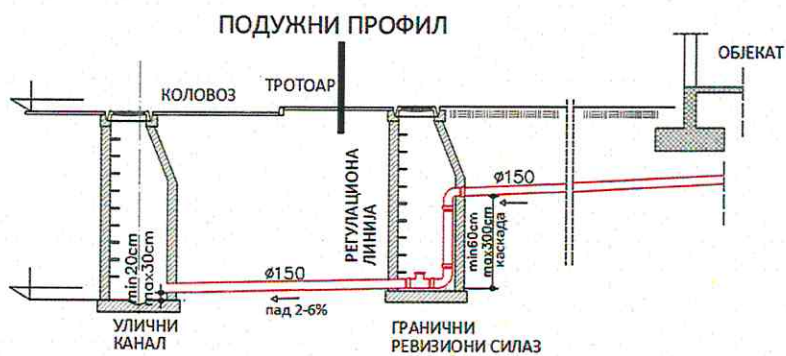 ПОДУЖНИ ПРОФИЛ
ОБЈЕКАТ
КОЛОВОЗ
ТРОТОАР
РЕГУЛАЦИОНА
ЛИНИЈА
ø150
min60cm
max300cm
каскада
min20cm
max30cm
ø150
пад 2-6%
УЛИЧНИ
КАНАЛ
ГРАНИЧНИ
РЕВИЗИОНИ СИЛАЗ